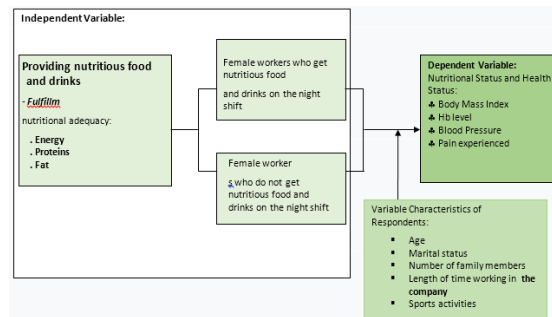 Independent Variable:
Providing nutritious food
and drinks
- Fulfillm
nutritional adequacy:
. Energy
. Proteins
. Fat
Female workers who get
nutritious food
and drinks on the night
shift
Female worker
s who do not get
nutritious food and
drinks on the night shift
Dependent Variable:
Nutritional Status and Health
Status:
♣ Body Mass Index
♣ Hb level
♣ Blood Pressure
♣ Pain experienced
Variable Characteristics of
Respondents:
▪ Age
▪ Marital status
▪ Number of family members
▪ Length of time working in the
company
▪ Sports activities